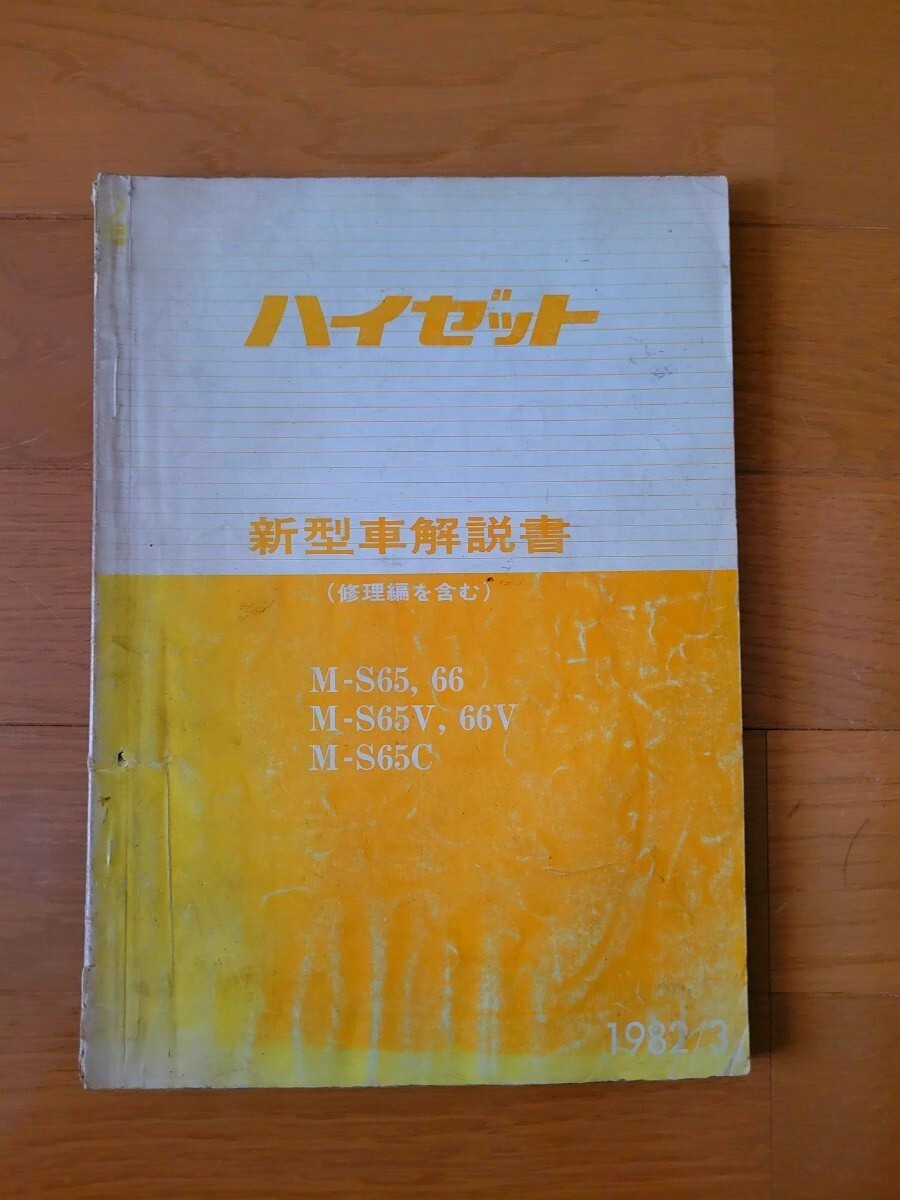 ハイゼット
新型車解説書
(修理編を含む)
M-S65, 66
M-S65V, 66V
M-S65C
1982/3